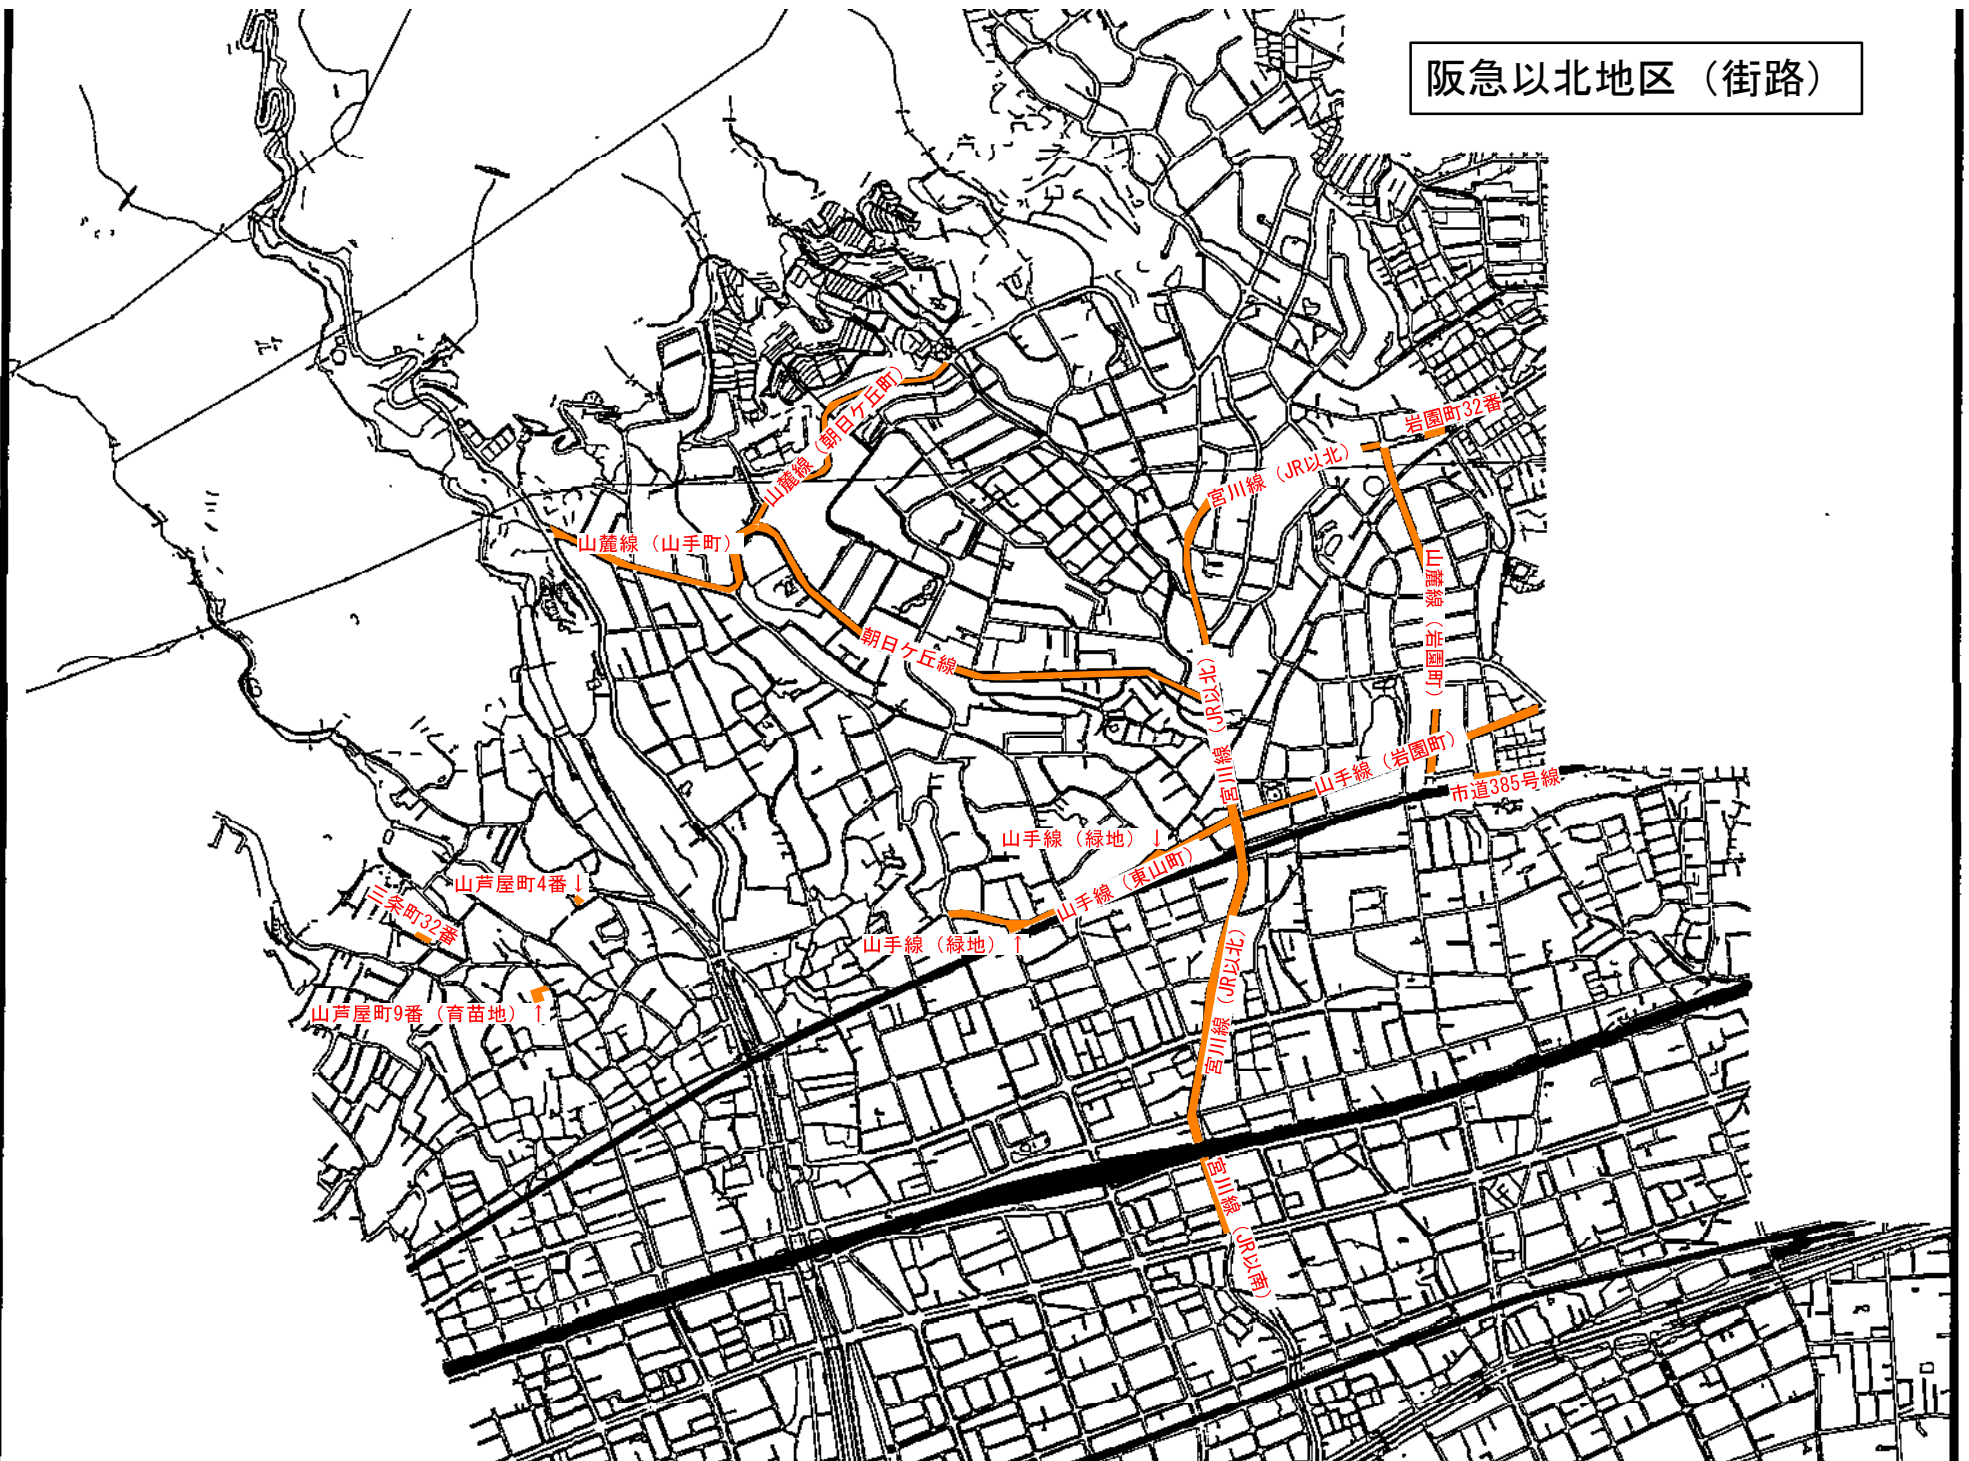 阪急以北地区（街路）
山麓線（朝日ケ丘町）
岩園町32番
宮川線（JR以北）
山麓線（山手町）
山麓線（岩園町）
朝日ケ丘線
宮川線（JR以北）
山手線（岩園町）
市道385号線
山手線（緑地）↓
山手線（東山町）
山芦屋町4番↓
三条町32番
山手線（緑地）↑
宮川線（JR以北）
山芦屋町9番（育苗地）↑
宮川線（JR以南）